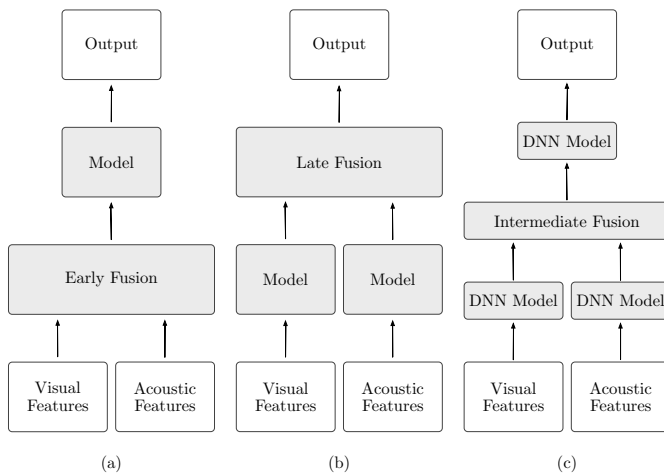 Output
Output
Output
DNN Model
Model
Late Fusion
Intermediate Fusion
Early Fusion
Model
Model
DNN Model
DNN Model
Visual
Features
Acoustic
Features
Visual
Features
Acoustic
Features
Visual
Features
Acoustic
Features
(a)
(b)
(c)